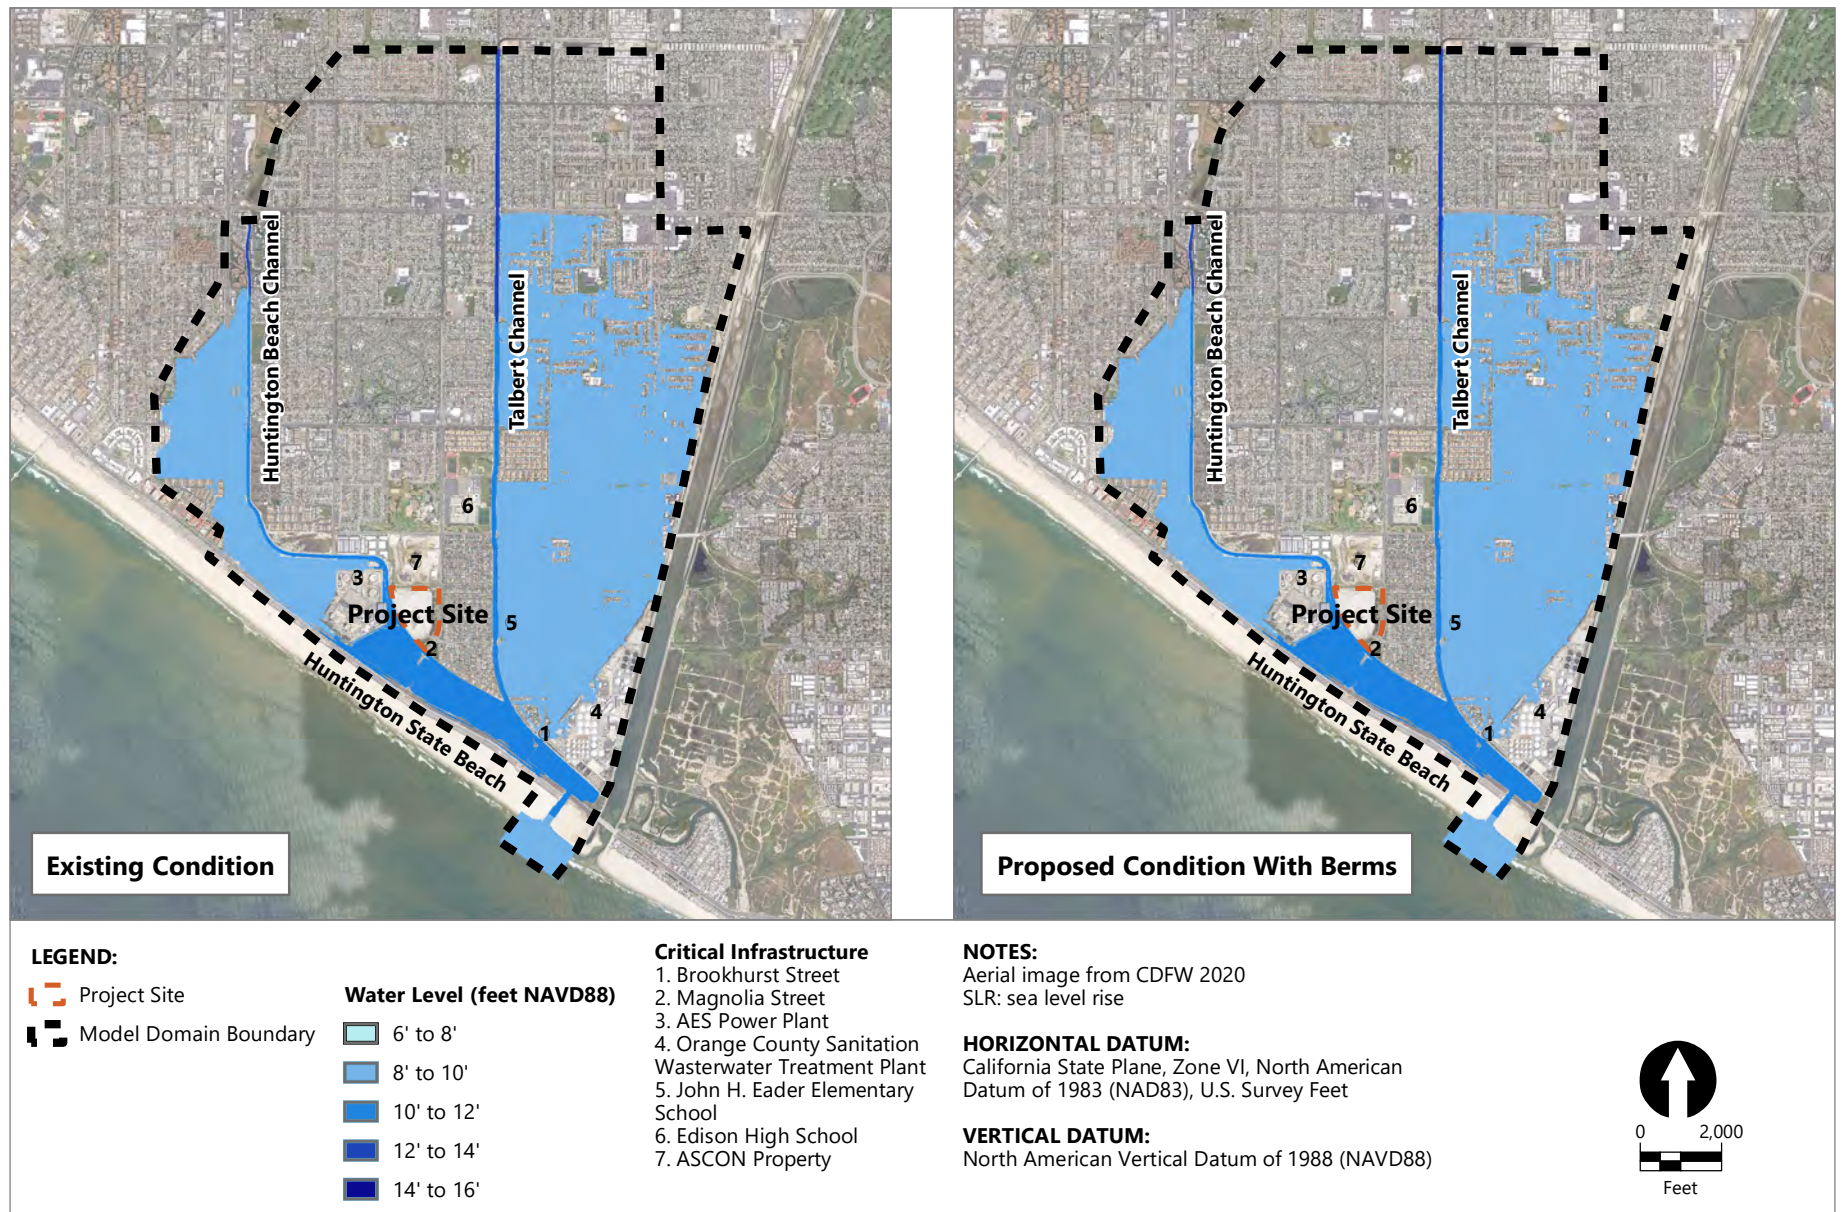 Huntington Beach Channel
Talbert Channel
6
7
3
Project Site
5
2
Huntington State Beach
4
1
Existing Condition
Huntington Beach Channel
Talbert Channel
6
7
3
Project Site
5
2
Huntington State Beach
4
1
Proposed Condition With Berms
LEGEND:
Project Site
Model Domain Boundary
Water Level (feet NAVD88)
6' to 8'
8' to 10'
10' to 12'
12' to 14'
14' to 16'
Critical Infrastructure
1. Brookhurst Street
2. Magnolia Street
3. AES Power Plant
4. Orange County Sanitation
Wasterwater Treatment Plant
5. John H. Eader Elementary
School
6. Edison High School
7. ASCON Property
NOTES:
Aerial image from CDFW 2020
SLR: sea level rise
HORIZONTAL DATUM:
California State Plane, Zone VI, North American
Datum of 1983 (NAD83), U.S. Survey Feet
VERTICAL DATUM:
North American Vertical Datum of 1988 (NAVD88)
0 2,000
Feet